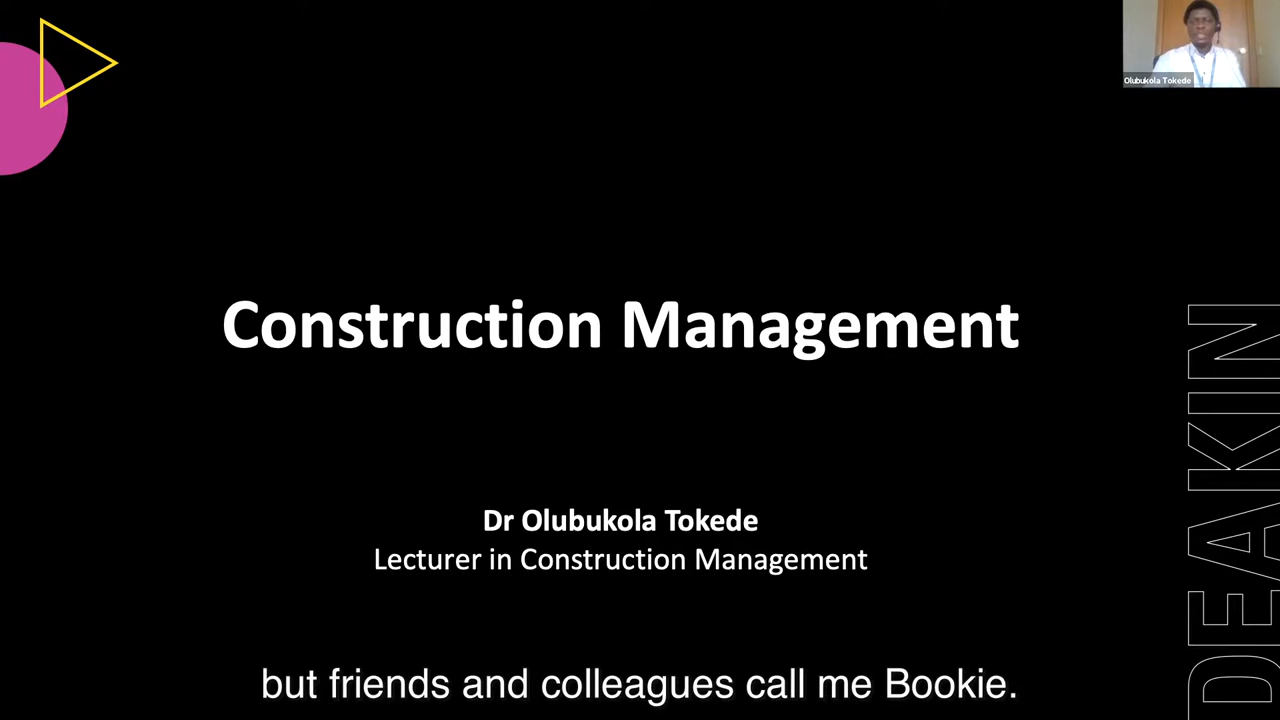 Olubukola Tokede
Construction Management
Dr Olubukola Tokede
Lecturer in Construction Management
but friends and colleagues call me Bookie.
DEAKIN